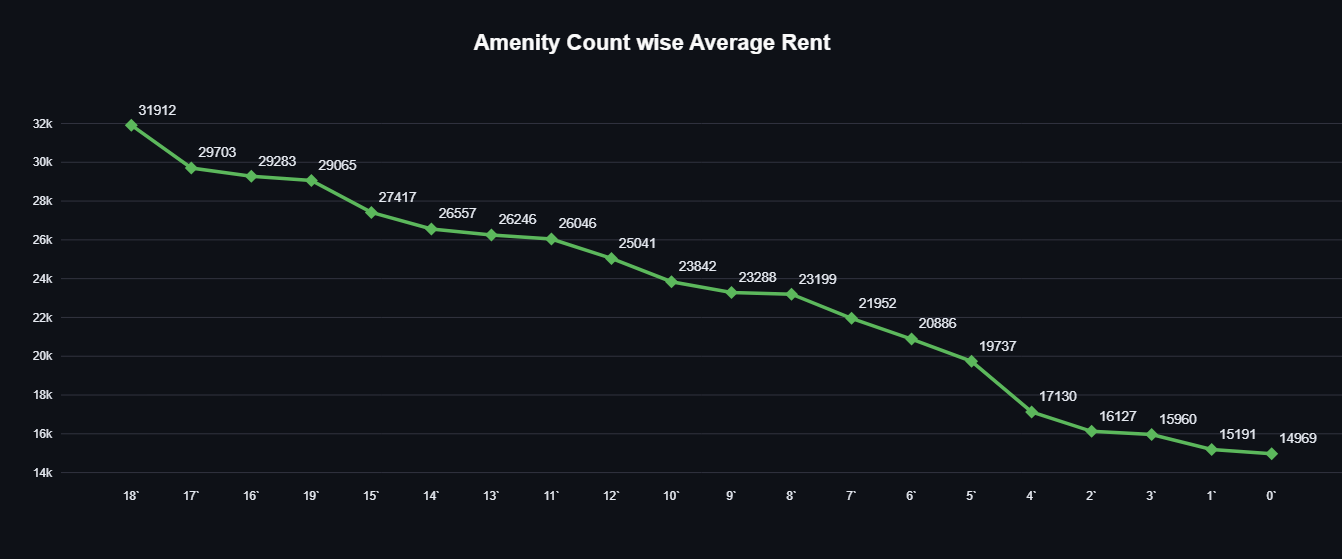 Amenity Count wise Average Rent
31912
29703
29283
29065
27417
26557
26246
26046
25041
23842
23288
23199
21952
20886
19737
17130
16127
15960
15191
14969
32k
30k
28k
26k
24k
22k
20k
18k
16k
14k
18` 17` 16` 19` 15` 14` 13` 11` 12` 10` 9` 8` 7` 6` 5` 4` 2` 3` 1` 0`